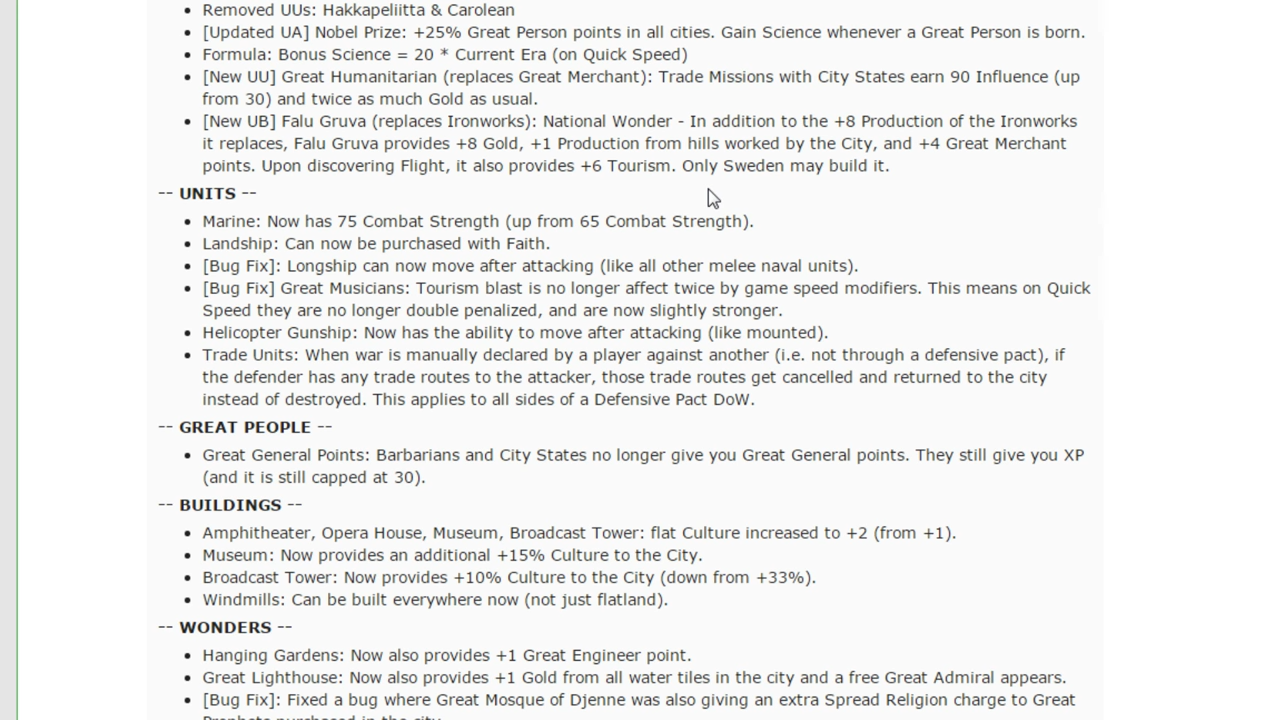 Removed UUs: Hakkapeliitta & Carolean
[Updated UA] Nobel Prize: +25% Great Person points in all cities. Gain Science whenever a Great Person is born.
Formula: Bonus Science = 20 * Current Era (on Quick Speed)
[New UU] Great Humanitarian (replaces Great Merchant): Trade Missions with City States earn 90 Influence (up
from 30) and twice as much Gold as usual.
[New UB] Falu Gruva (replaces Ironworks): National Wonder - In addition to the +8 Production of the Ironworks
it replaces, Falu Gruva provides +8 Gold, +1 Production from hills worked by the City, and +4 Great Merchant
points. Upon discovering Flight, it also provides +6 Tourism. Only Sweden may build it.
-- UNITS --
Marine: Now has 75 Combat Strength (up from 65 Combat Strength).
Landship: Can now be purchased with Faith.
[Bug Fix]: Longship can now move after attacking (like all other melee naval units).
[Bug Fix] Great Musicians: Tourism blast is no longer affect twice by game speed modifiers. This means on Quick
Speed they are no longer double penalized, and are now slightly stronger.
Helicopter Gunship: Now has the ability to move after attacking (like mounted).
Trade Units: When war is manually declared by a player against another (i.e. not through a defensive pact), if
the defender has any trade routes to the attacker, those trade routes get cancelled and returned to the city
instead of destroyed. This applies to all sides of a Defensive Pact DoW.
-- GREAT PEOPLE --
Great General Points: Barbarians and City States no longer give you Great General points. They still give you XP
(and it is still capped at 30).
-- BUILDINGS --
Amphitheater, Opera House, Museum, Broadcast Tower: flat Culture increased to +2 (from +1).
Museum: Now provides an additional +15% Culture to the City.
Broadcast Tower: Now provides +10% Culture to the City (down from +33%).
Windmills: Can be built everywhere now (not just flatland).
-- WONDERS --
Hanging Gardens: Now also provides +1 Great Engineer point.
Great Lighthouse: Now also provides +1 Gold from all water tiles in the city and a free Great Admiral appears.
[Bug Fix]: Fixed a bug where Great Mosque of Djenne was also giving an extra Spread Religion charge to Great
Prophets purchased in the city.